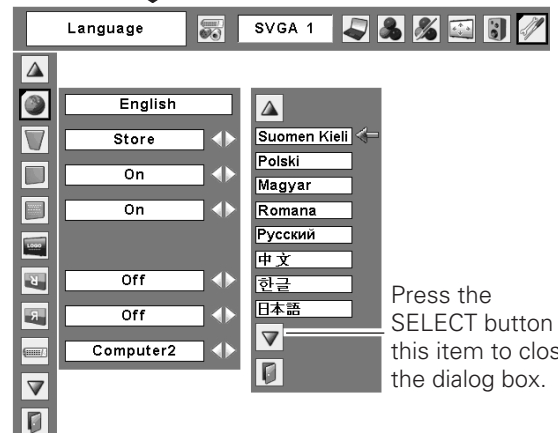 Language
SVGA 1
English
Store
On
On
LOGO
Off
Off
Computer2
Suomen Kieli
Polski
Magyar
Romana
Русский
中文
한글
日本語
Press the
SELECT button
this item to clos
the dialog box.